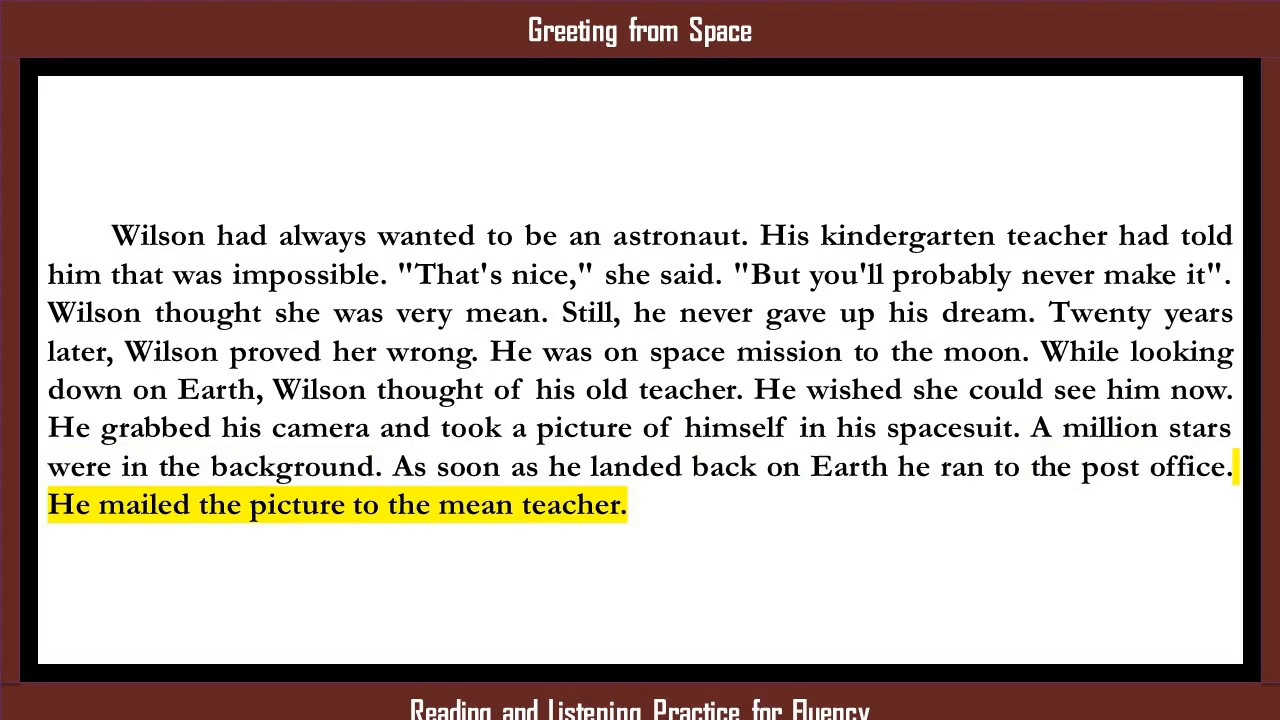 Greeting from Space
Wilson had always wanted to be an astronaut. His kindergarten teacher had told
him that was impossible. "That's nice," she said. "But you'll probably never make it".
Wilson thought she was very mean. Still, he never gave up his dream. Twenty years
later, Wilson proved her wrong. He was on space mission to the moon. While looking
down on Earth, Wilson thought of his old teacher. He wished she could see him now.
He grabbed his camera and took a picture of himself in his spacesuit. A million stars
were in the background. As soon as he landed back on Earth he ran to the post office.
He mailed the picture to the mean teacher.
Reading and Listening Practice for Fluency